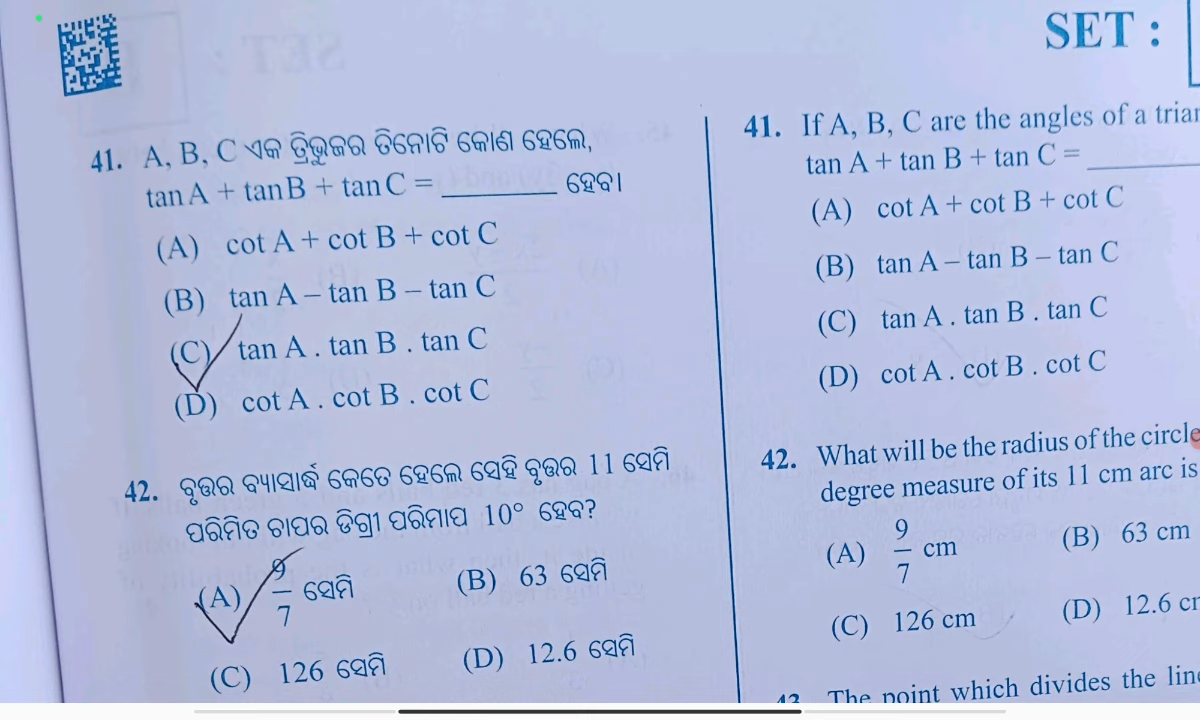 SET :
41. A, B, C ଏକ ତ୍ରିଭୁଜର ତିନୋଟି କୋଣ ହେଲେ,
tan A + tan B + tan C = ________ ହେବ।
(A) cot A + cot B + cot C
(B) tan A – tan B – tan C
(C) tan A . tan B . tan C
(D) cot A . cot B . cot C
42. ବୃତ୍ତର ବ୍ୟାସାର୍ଦ୍ଧ କେତେ ହେଲେ ସେହି ବୃତ୍ତର 11 ସେମି
ପରିମିତ ଚାପର ଡିଗ୍ରୀ ପରିମାପ 10° ହେବ?
(A) 9/7 ସେମି (B) 63 ସେମି
(C) 126 ସେମି (D) 12.6 ସେମି
41. If A, B, C are the angles of a
tan A + tan B + tan C = ________
(A) cot A + cot B + cot C
(B) tan A – tan B – tan C
(C) tan A . tan B . tan C
(D) cot A . cot B . cot C
42. What will be the radius of the circle
degree measure of its 11 cm arc is
(A) 9/7 cm (B) 63 cm
(C) 126 cm (D) 12.6
43 The point which divides the